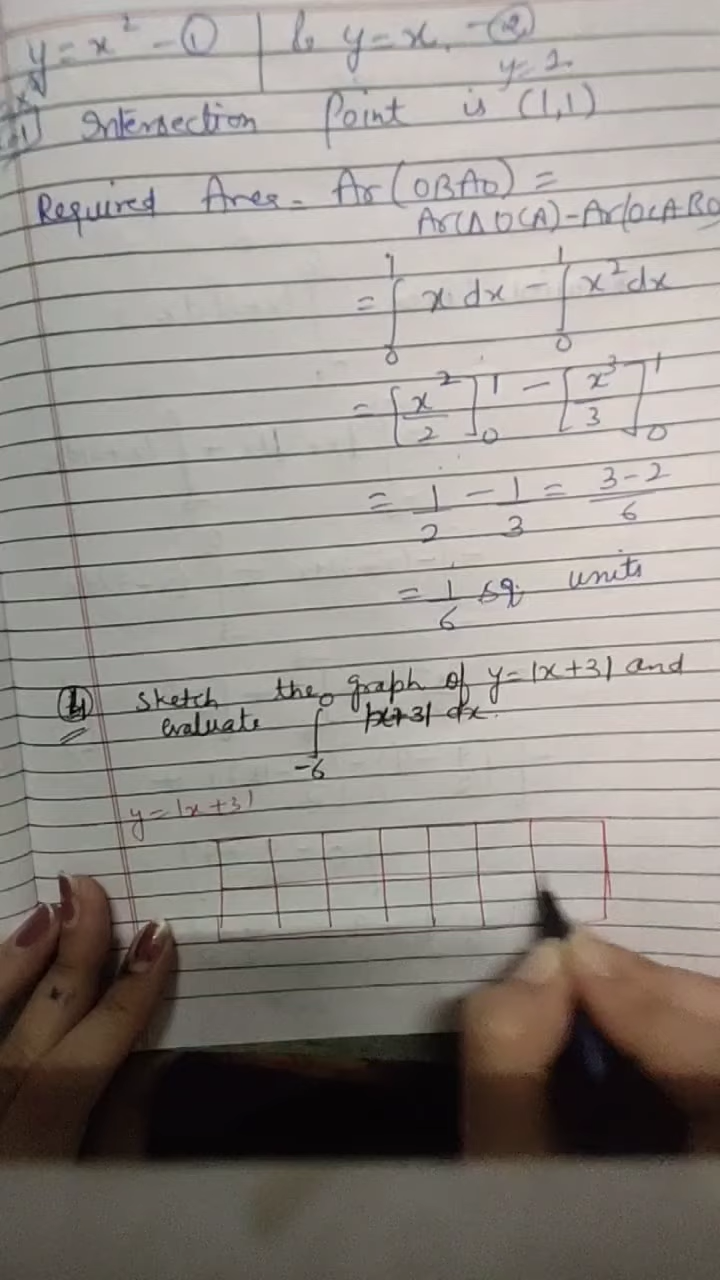 y = x² - ① | & y = x. - ②
y = 1.
Intersection Point is (1,1)
Required Area = Ar(OBAO) =
Ar(Δ OCA) - Ar(OCABO
= ∫₀¹ x dx - ∫₀¹ x² dx
= [x²/2]₀¹ - [x³/3]₀¹
= 1/2 - 1/3 = 3-2/6
= 1/6 sq units
④ Sketch the graph of y = |x+3| and
evaluate ∫₋₆⁰ |x+3| dx.
y = |x+3|